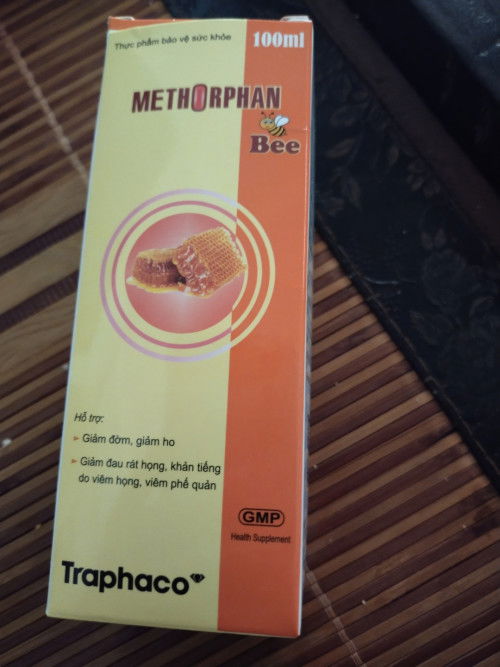 Thực phẩm bảo vệ sức khỏe
100ml
METHORPHAN
Bee
Hỗ trợ:
Giảm đờm, giảm ho
Giảm đau rát họng, khản tiếng
do viêm họng, viêm phế quản
GMP
Health Supplement
Traphaco